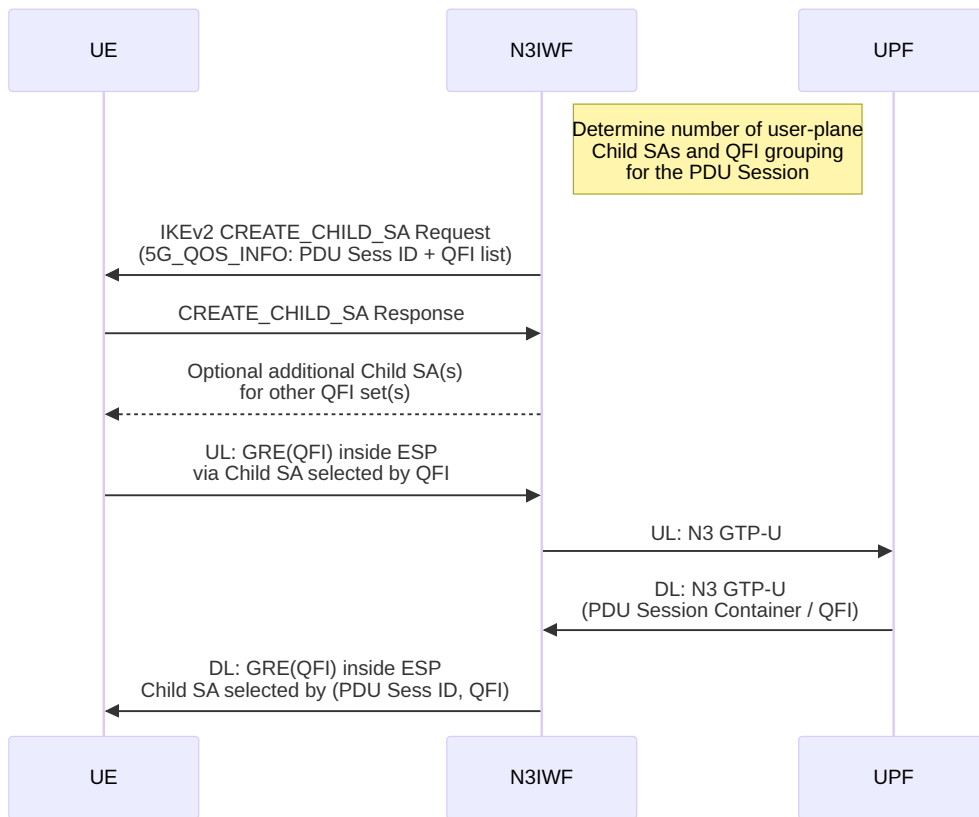 UE
N3IWF
UPF
Determine number of user-plane
Child SAs and QFI grouping
for the PDU Session
IKEv2 CREATE_CHILD_SA Request
(5G_QOS_INFO: PDU Sess ID + QFI list)
CREATE_CHILD_SA Response
Optional additional Child SA(s)
for other QFI set(s)
UL: GRE(QFI) inside ESP
via Child SA selected by QFI
UL: N3 GTP-U
DL: N3 GTP-U
(PDU Session Container / QFI)
DL: GRE(QFI) inside ESP
Child SA selected by (PDU Sess ID, QFI)
UE
N3IWF
UPF